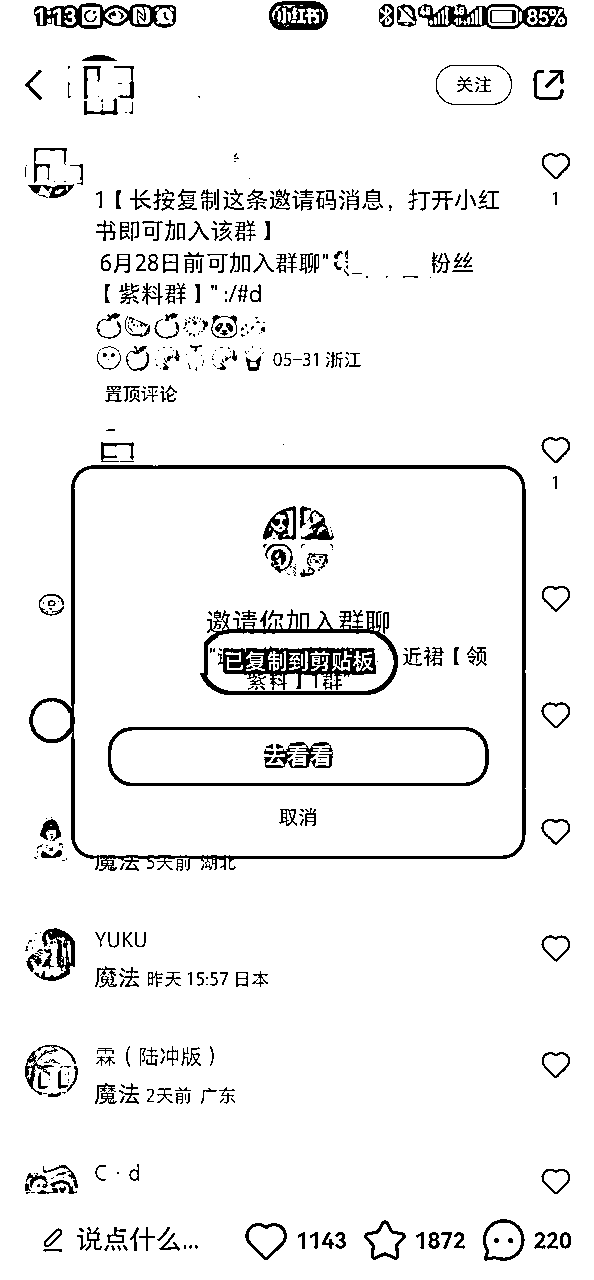 1:13
小红书
85%
关注
1【长按复制这条邀请码消息，打开小红
书即可加入该群】
1
6月28日前可加入群聊"
粉丝
【紫料群】":/#d
05-31 浙江
置顶评论
1
邀请你加入群聊
近裙【领
已复制到剪贴板
紫料】1群"
去看看
取消
魔法 5天前 湖北
YUKU
魔法 昨天 15:57 日本
霖（陆冲版）
魔法 2天前 广东
C · d
说点什么...
1143
1872
220